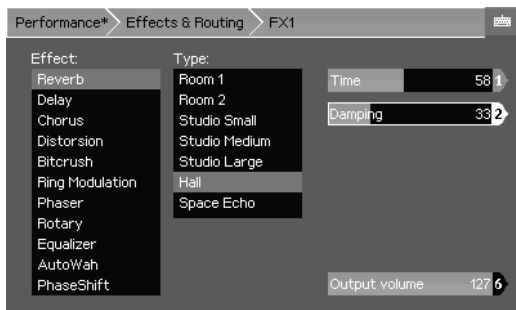 Performance* Effects & Routing FX1
Effect:
Reverb
Delay
Chorus
Distorsion
Bitcrush
Ring Modulation
Phaser
Rotary
Equalizer
AutoWah
PhaseShift
Type:
Room 1
Room 2
Studio Small
Studio Medium
Studio Large
Hall
Space Echo
Time 58 1
Damping 33 2
Output volume 127 6